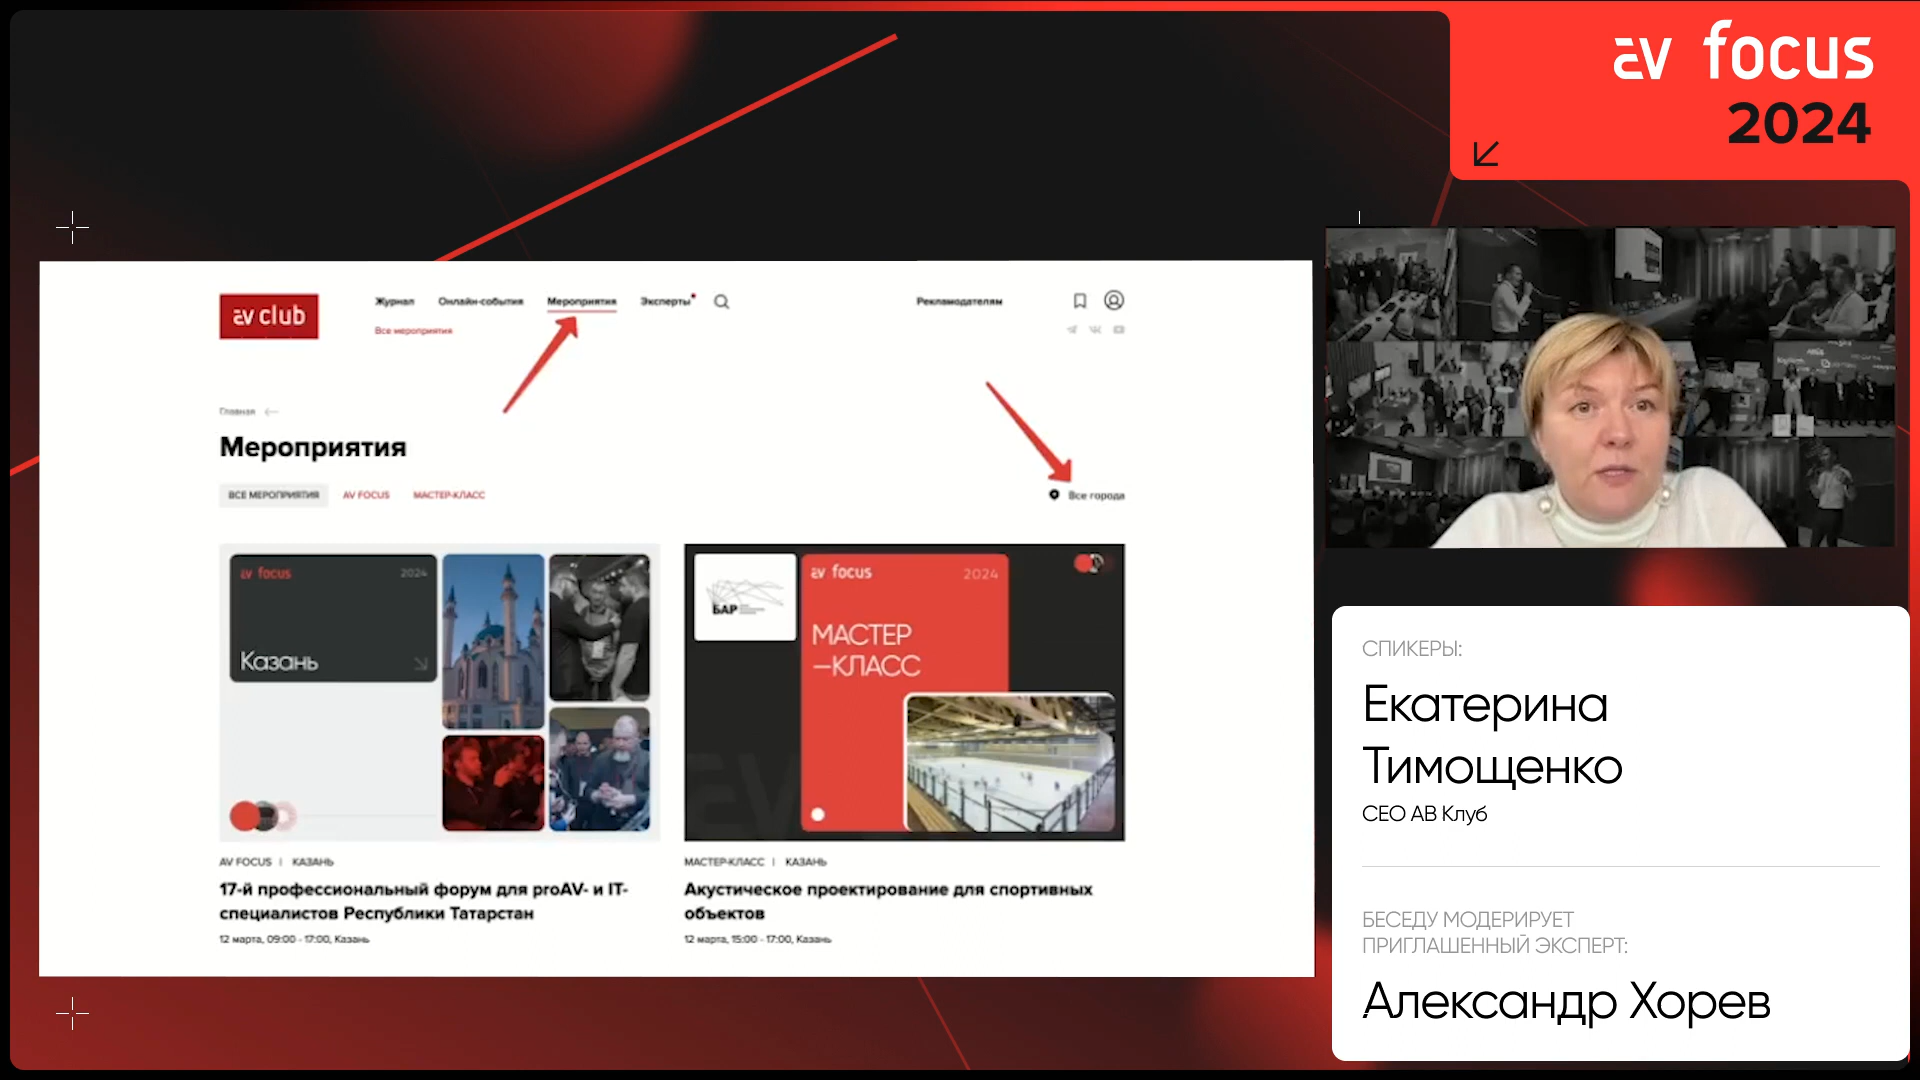 av focus
2024
av club
Журнал
Онлайн-события
Мероприятия
Эксперты
Рекламодателям
Все мероприятия
Главная
Мероприятия
ВСЕ МЕРОПРИЯТИЯ
AV FOCUS
МАСТЕР-КЛАСС
Все города
av focus
2024
Казань
БАР
av focus
2024
МАСТЕР
—КЛАСС
AV FOCUS | КАЗАНЬ
17-й профессиональный форум для proAV- и IT-
специалистов Республики Татарстан
12 марта, 09:00 - 17:00, Казань
МАСТЕР-КЛАСС | КАЗАНЬ
Акустическое проектирование для спортивных
объектов
12 марта, 15:00 - 17:00, Казань
СПИКЕРЫ:
Екатерина
Тимощенко
CEO АВ Клуб
БЕСЕДУ МОДЕРИРУЕТ
ПРИГЛАШЕННЫЙ ЭКСПЕРТ:
Александр Хорев